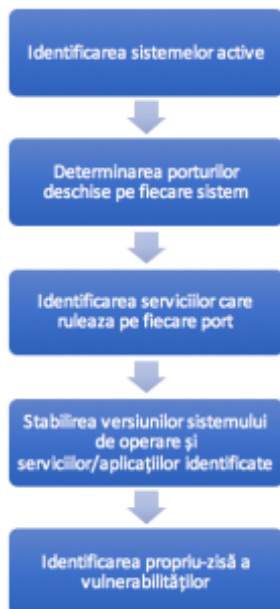 Identificarea sistemelor active
Determinarea porturilor
deschise pe fiecare sistem
Identificarea serviciilor care
ruleaza pe fiecare port
Stabilirea versiunilor sistemului
de operare și
serviciilor/aplicațiilor identificate
Identificarea propriu-zisă a
vulnerabilităților